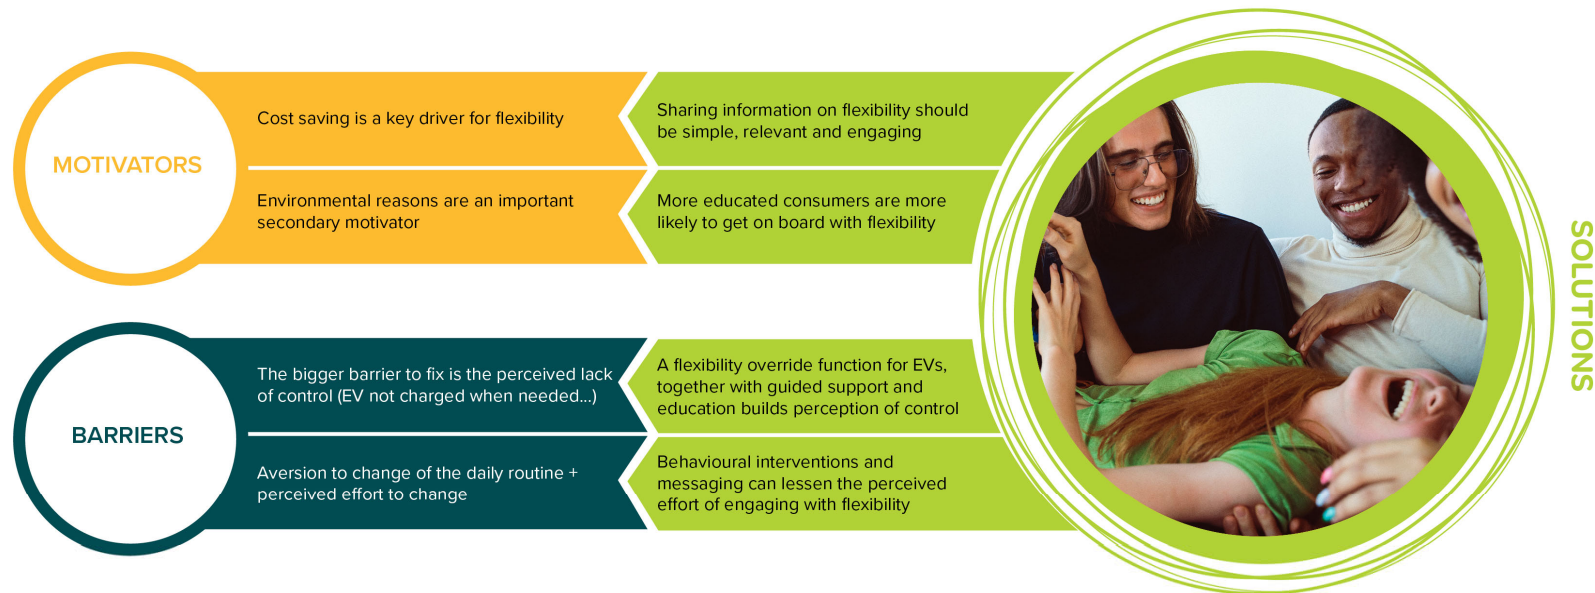 MOTIVATORS
Cost saving is a key driver for flexibility
Environmental reasons are an important
secondary motivator
Sharing information on flexibility should
be simple, relevant and engaging
More educated consumers are more
likely to get on board with flexibility
BARRIERS
The bigger barrier to fix is the perceived lack
of control (EV not charged when needed...)
Aversion to change of the daily routine +
perceived effort to change
A flexibility override function for EVs,
together with guided support and
education builds perception of control
Behavioural interventions and
messaging can lessen the perceived
effort of engaging with flexibility
SOLUTIONS